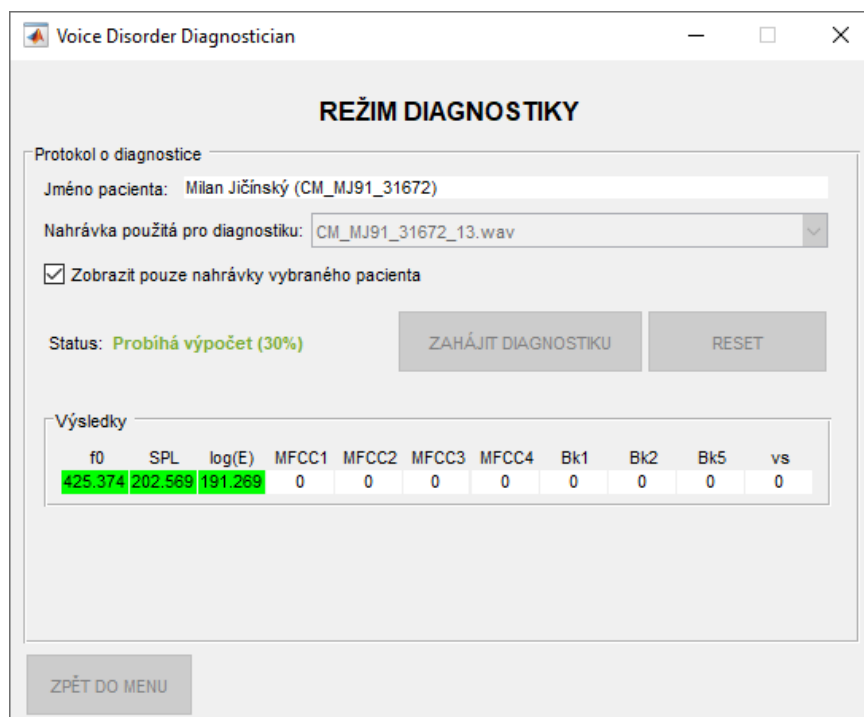 Voice Disorder Diagnostician
REŽIM DIAGNOSTIKY
Protokol o diagnostice
Jméno pacienta: Milan Jičínský (CM_MJ91_31672)
Nahrávka použitá pro diagnostiku: CM_MJ91_31672_13.wav
Zobrazit pouze nahrávky vybraného pacienta
Status: Probíhá výpočet (30%) ZAHÁJIT DIAGNOSTIKU RESET
Výsledky
f0 SPL log(E) MFCC1 MFCC2 MFCC3 MFCC4 Bk1 Bk2 Bk5 vs
425.374 202.569 191.269 0 0 0 0 0 0 0 0
ZPĚT DO MENU